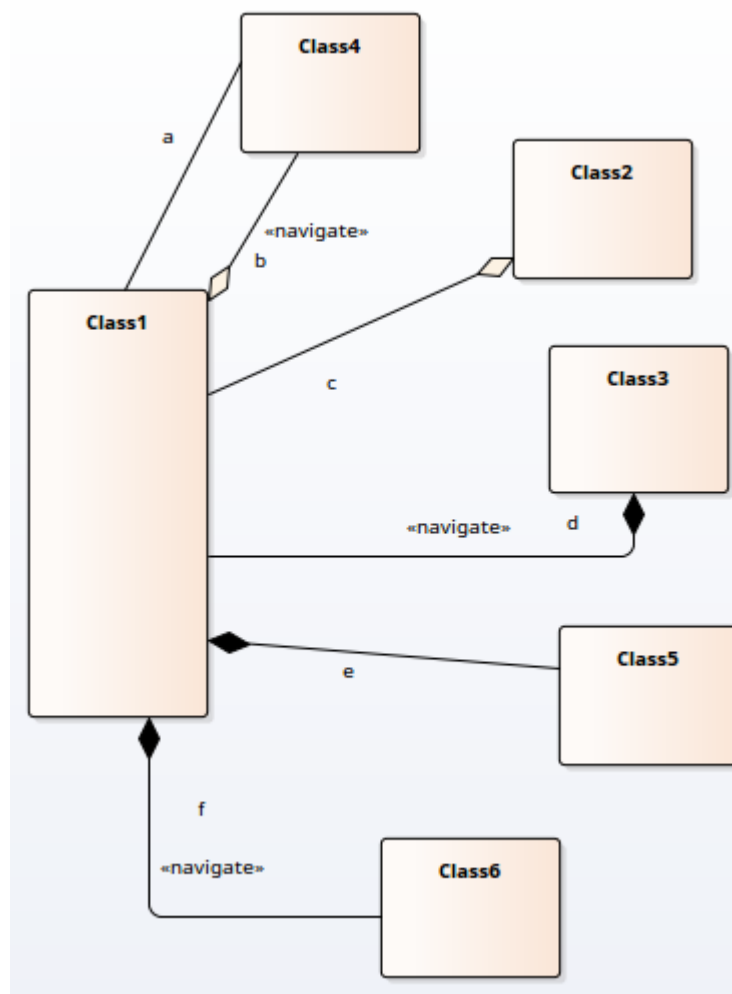 Class4
a
Class2
«navigate»
b
Class1
Class3
c
«navigate»
d
Class5
e
f
«navigate»
Class6